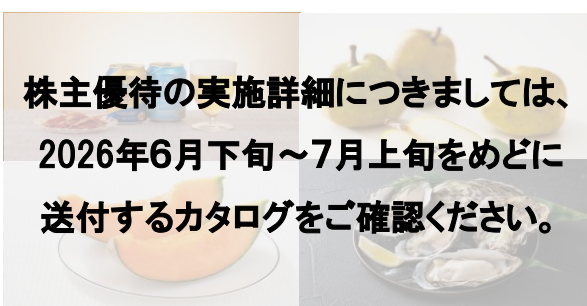 株主優待の実施詳細につきましては、
2026年6月下旬～7月上旬をめどに
送付するカタログをご確認ください。